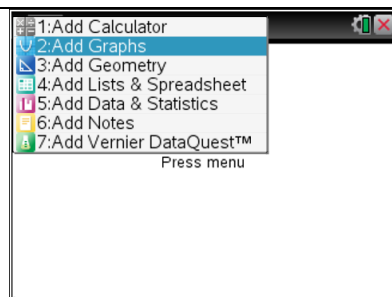 1:Add Calculator
2:Add Graphs
3:Add Geometry
4:Add Lists & Spreadsheet
5:Add Data & Statistics
6:Add Notes
7:Add Vernier DataQuest™
Press menu